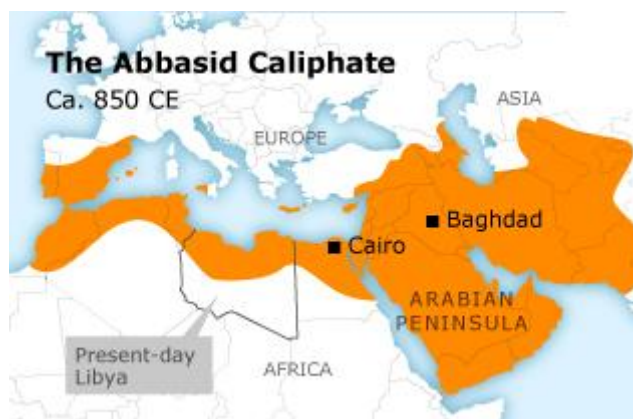 The Abbasid Caliphate
Ca. 850 CE
ASIA
EUROPE
Baghdad
Cairo
ARABIAN
PENINSULA
Present-day
Libya
AFRICA